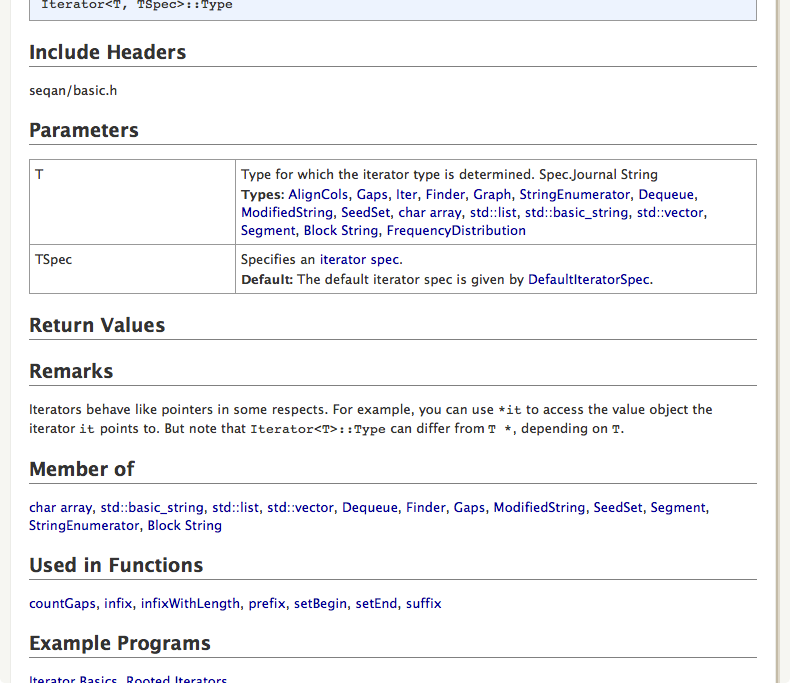 Iterator<T, TSpec>::Type
Include Headers
seqan/basic.h
Parameters
T
Type for which the iterator type is determined. Spec.Journal String
Types: AlignCols, Gaps, Iter, Finder, Graph, StringEnumerator, Dequeue,
ModifiedString, SeedSet, char array, std::list, std::basic_string, std::vector,
Segment, Block String, FrequencyDistribution
TSpec
Specifies an iterator spec.
Default: The default iterator spec is given by DefaultIteratorSpec.
Return Values
Remarks
Iterators behave like pointers in some respects. For example, you can use *it to access the value object the
iterator it points to. But note that Iterator<T>::Type can differ from T *, depending on T.
Member of
char array, std::basic_string, std::list, std::vector, Dequeue, Finder, Gaps, ModifiedString, SeedSet, Segment,
StringEnumerator, Block String
Used in Functions
countGaps, infix, infixWithLength, prefix, setBegin, setEnd, suffix
Example Programs
Iterator Basics, Rooted Iterators